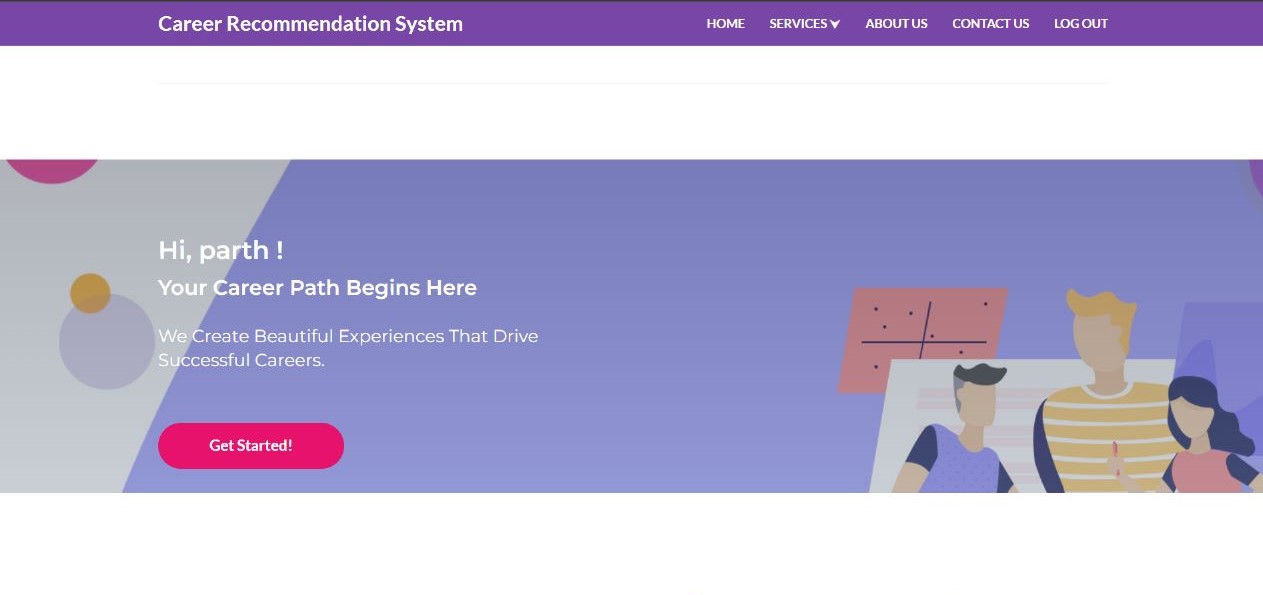 Career Recommendation System
HOME SERVICES ABOUT US CONTACT US LOG OUT
Hi, parth !
Your Career Path Begins Here
We Create Beautiful Experiences That Drive
Successful Careers.
Get Started!